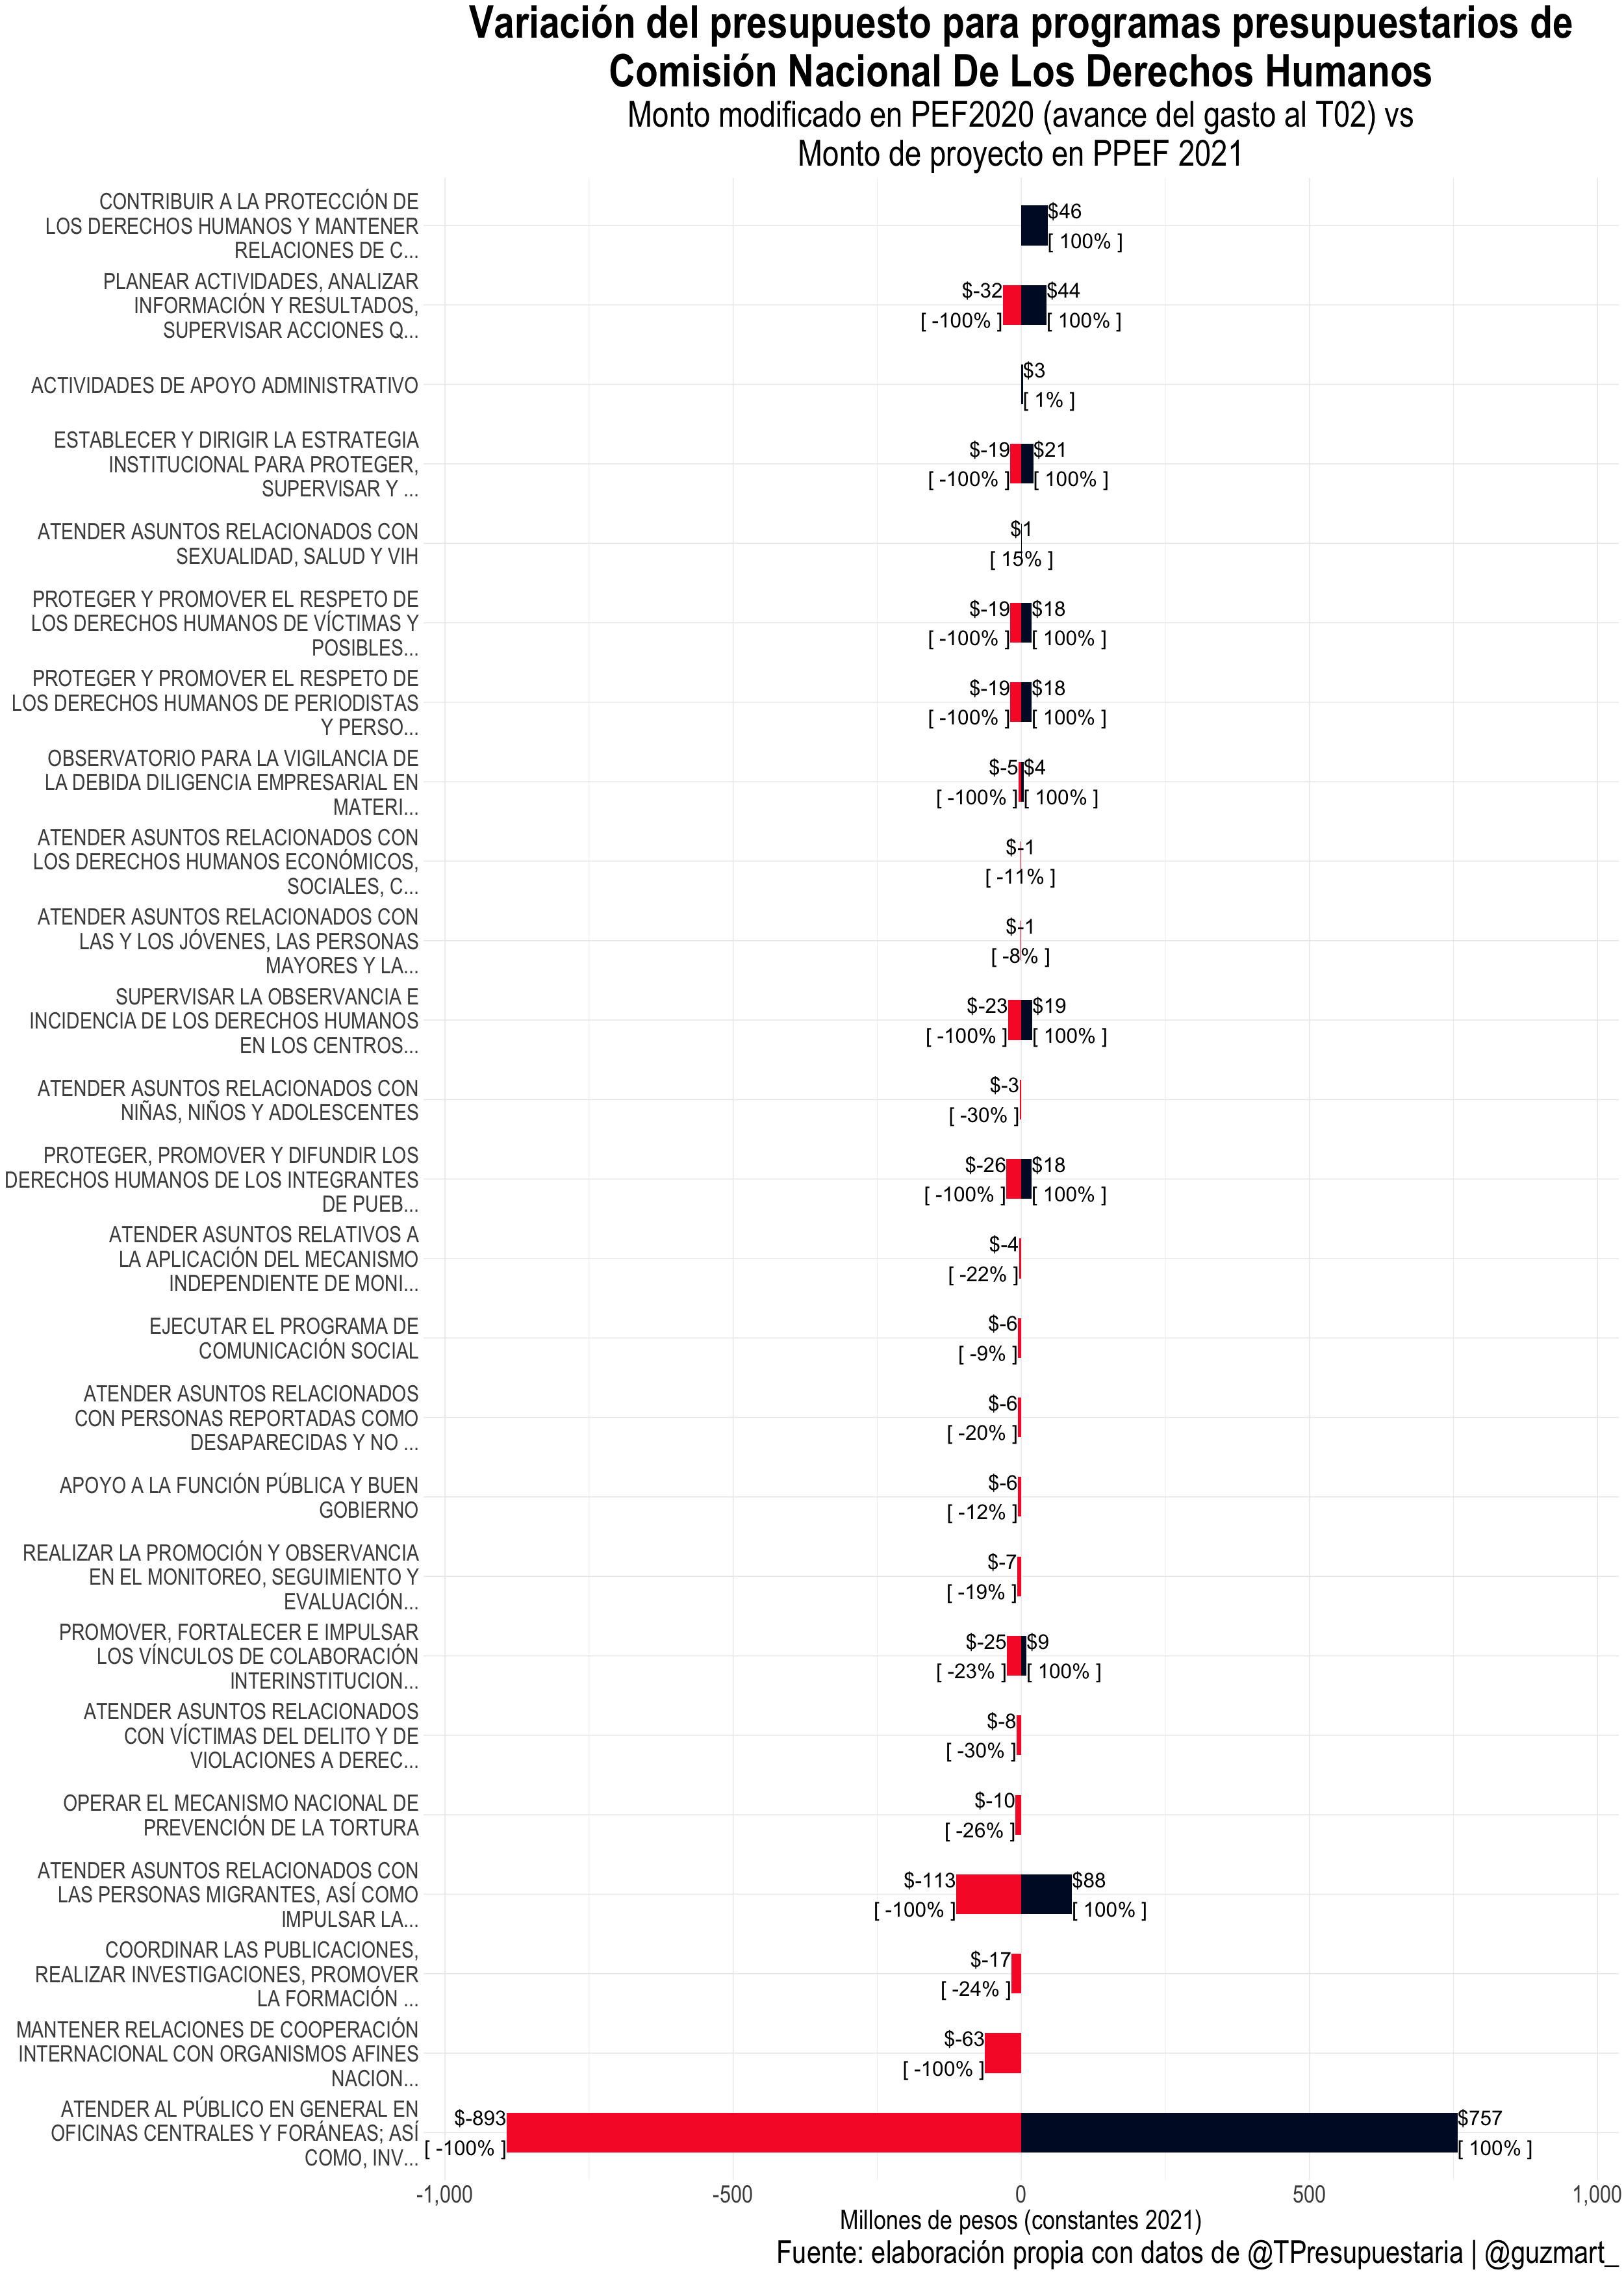 Variación del presupuesto para programas presupuestarios de
Comisión Nacional De Los Derechos Humanos
Monto modificado en PEF2020 (avance del gasto al T02) vs
Monto de proyecto en PPEF 2021
CONTRIBUIR A LA PROTECCIÓN DE
LOS DERECHOS HUMANOS Y MANTENER
RELACIONES DE C...
$46
[ 100% ]
PLANEAR ACTIVIDADES, ANALIZAR
INFORMACIÓN Y RESULTADOS,
SUPERVISAR ACCIONES Q...
$-32 $44
[ -100% ] [ 100% ]
ACTIVIDADES DE APOYO ADMINISTRATIVO
$3
[ 1% ]
ESTABLECER Y DIRIGIR LA ESTRATEGIA
INSTITUCIONAL PARA PROTEGER,
SUPERVISAR Y ...
$-19 $21
[ -100% ] [ 100% ]
ATENDER ASUNTOS RELACIONADOS CON
SEXUALIDAD, SALUD Y VIH
$1
[ 15% ]
PROTEGER Y PROMOVER EL RESPETO DE
LOS DERECHOS HUMANOS DE VÍCTIMAS Y
POSIBLES...
$-19 $18
[ -100% ] [ 100% ]
PROTEGER Y PROMOVER EL RESPETO DE
LOS DERECHOS HUMANOS DE PERIODISTAS
Y PERSO...
$-19 $18
[ -100% ] [ 100% ]
OBSERVATORIO PARA LA VIGILANCIA DE
LA DEBIDA DILIGENCIA EMPRESARIAL EN
MATERI...
$-5 $4
[ -100% ] [ 100% ]
ATENDER ASUNTOS RELACIONADOS CON
LOS DERECHOS HUMANOS ECONÓMICOS,
SOCIALES, C...
$-1
[ -11% ]
ATENDER ASUNTOS RELACIONADOS CON
LAS Y LOS JÓVENES, LAS PERSONAS
MAYORES Y LA...
$-1
[ -8% ]
SUPERVISAR LA OBSERVANCIA E
INCIDENCIA DE LOS DERECHOS HUMANOS
EN LOS CENTROS...
$-23 $19
[ -100% ] [ 100% ]
ATENDER ASUNTOS RELACIONADOS CON
NIÑAS, NIÑOS Y ADOLESCENTES
$-3
[ -30% ]
PROTEGER, PROMOVER Y DIFUNDIR LOS
DERECHOS HUMANOS DE LOS INTEGRANTES
DE PUEB...
$-26 $18
[ -100% ] [ 100% ]
ATENDER ASUNTOS RELATIVOS A
LA APLICACIÓN DEL MECANISMO
INDEPENDIENTE DE MONI...
$-4
[ -22% ]
EJECUTAR EL PROGRAMA DE
COMUNICACIÓN SOCIAL
$-6
[ -9% ]
ATENDER ASUNTOS RELACIONADOS
CON PERSONAS REPORTADAS COMO
DESAPARECIDAS Y NO ...
$-6
[ -20% ]
APOYO A LA FUNCIÓN PÚBLICA Y BUEN
GOBIERNO
$-6
[ -12% ]
REALIZAR LA PROMOCIÓN Y OBSERVANCIA
EN EL MONITOREO, SEGUIMIENTO Y
EVALUACIÓN...
$-7
[ -19% ]
PROMOVER, FORTALECER E IMPULSAR
LOS VÍNCULOS DE COLABORACIÓN
INTERINSTITUCION...
$-25 $9
[ -23% ] [ 100% ]
ATENDER ASUNTOS RELACIONADOS
CON VÍCTIMAS DEL DELITO Y DE
VIOLACIONES A DEREC...
$-8
[ -30% ]
OPERAR EL MECANISMO NACIONAL DE
PREVENCIÓN DE LA TORTURA
$-10
[ -26% ]
ATENDER ASUNTOS RELACIONADOS CON
LAS PERSONAS MIGRANTES, ASÍ COMO
IMPULSAR LA...
$-113 $88
[ -100% ] [ 100% ]
COORDINAR LAS PUBLICACIONES,
REALIZAR INVESTIGACIONES, PROMOVER
LA FORMACIÓN ...
$-17
[ -24% ]
MANTENER RELACIONES DE COOPERACIÓN
INTERNACIONAL CON ORGANISMOS AFINES
NACION...
$-63
[ -100% ]
ATENDER AL PÚBLICO EN GENERAL EN
OFICINAS CENTRALES Y FORÁNEAS; ASÍ
COMO, INV...
$-893 $757
[ -100% ] [ 100% ]
-1,000 -500 0 500 1,000
Millones de pesos (constantes 2021)
Fuente: elaboración propia con datos de @TPresupuestaria | @guzmart_